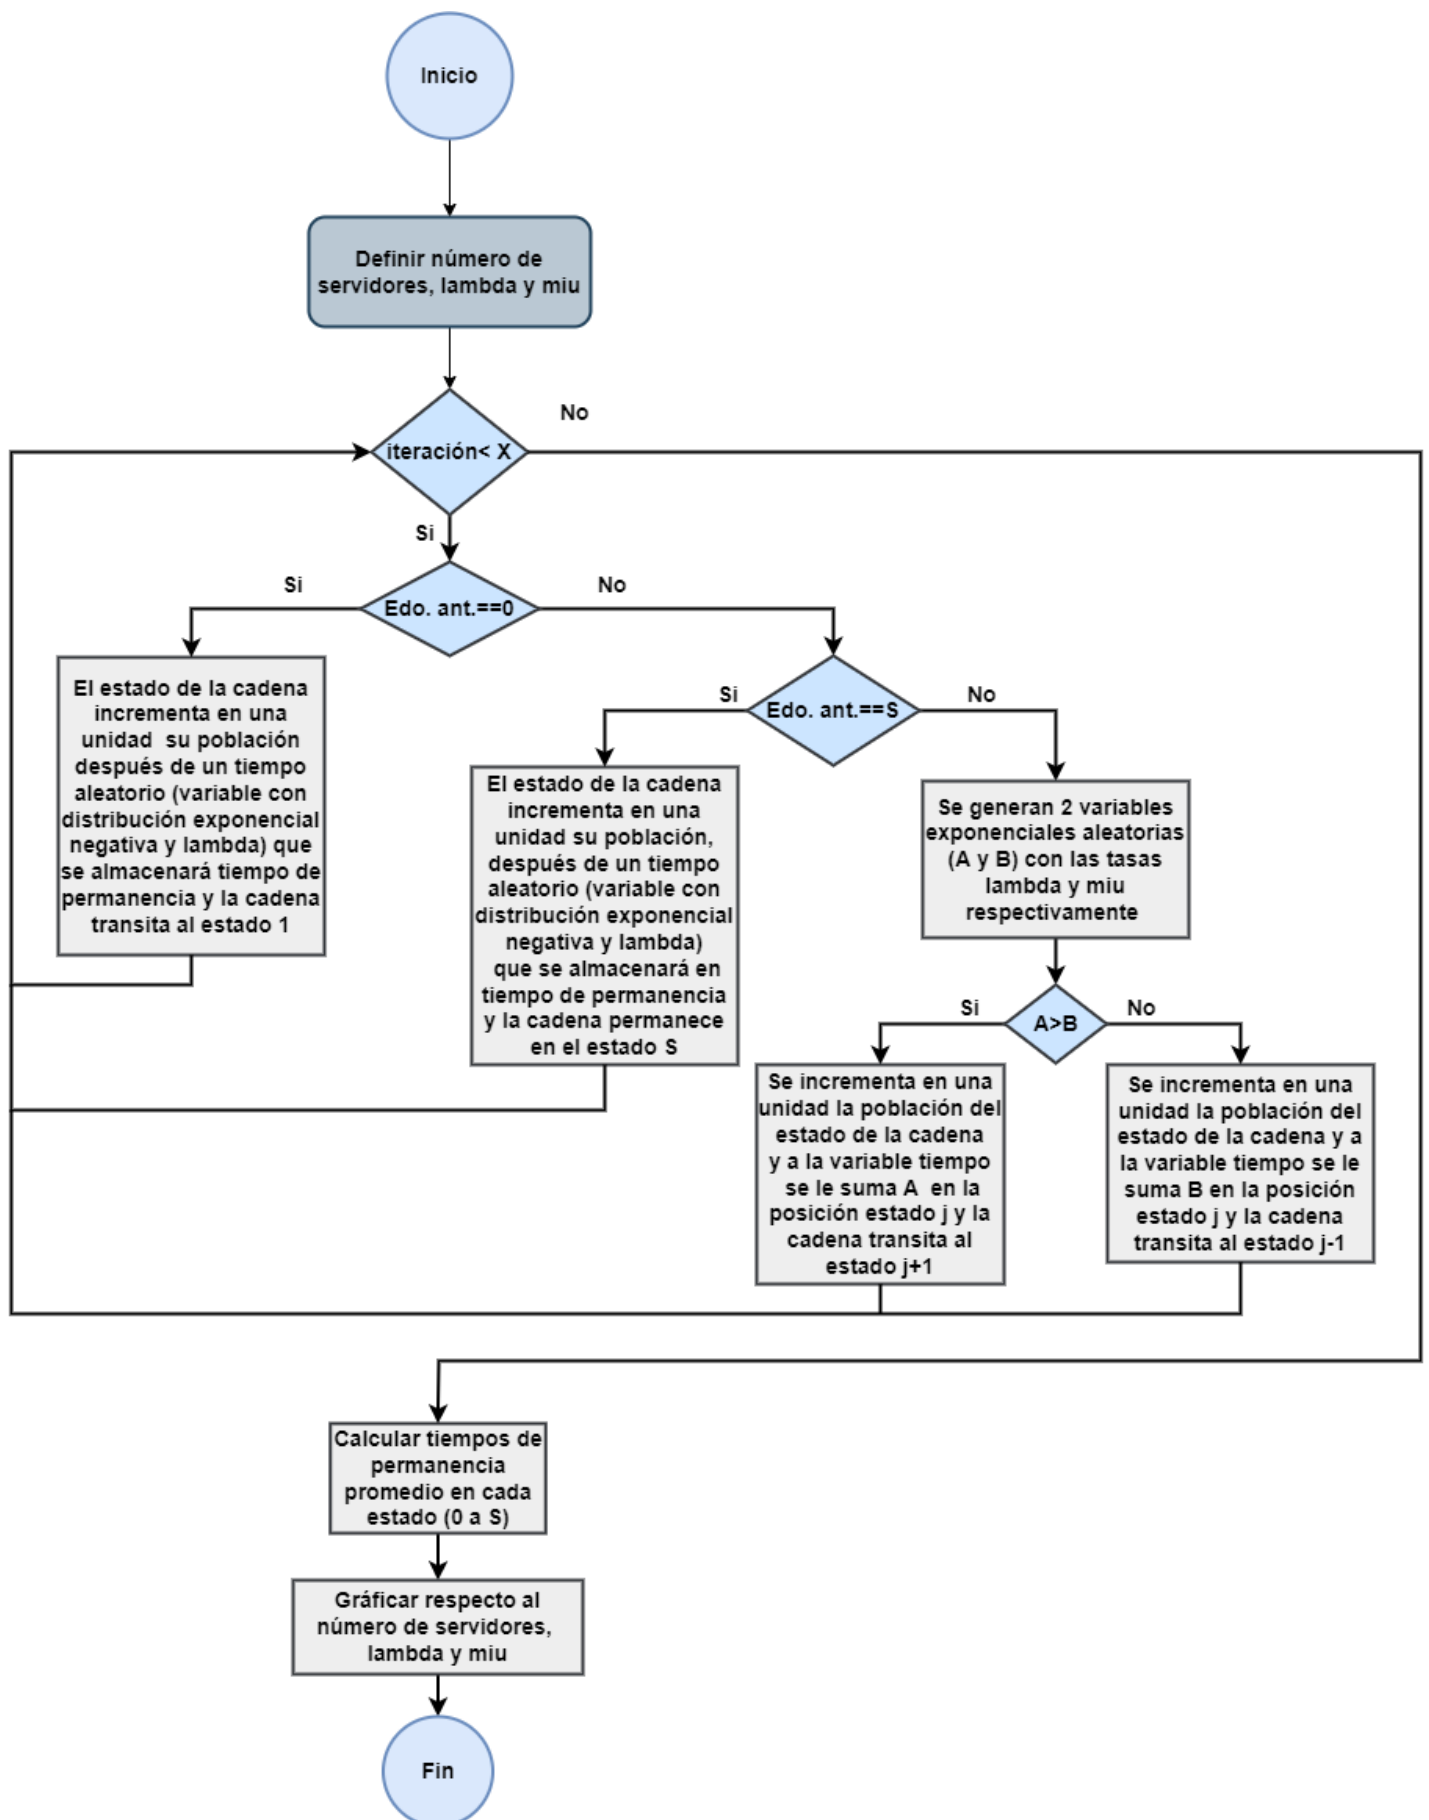 Inicio
Definir número de
servidores, lambda y miu
No
iteración< X
Si
Si
No
Edo. ant.==0
El estado de la cadena
incrementa en una
unidad su población
después de un tiempo
aleatorio (variable con
distribución exponencial
negativa y lambda) que
se almacenará tiempo de
permanencia y la cadena
transita al estado 1
Si
No
Edo. ant.==S
El estado de la cadena
incrementa en una
unidad su población,
después de un tiempo
aleatorio (variable con
distribución exponencial
negativa y lambda)
que se almacenará en
tiempo de permanencia
y la cadena permanece
en el estado S
Se generan 2 variables
exponenciales aleatorias
(A y B) con las tasas
lambda y miu
respectivamente
Si
No
A>B
Se incrementa en una
unidad la población del
estado de la cadena
y a la variable tiempo
se le suma A en la
posición estado j y la
cadena transita al
estado j+1
Se incrementa en una
unidad la población del
estado de la cadena y a
la variable tiempo se le
suma B en la posición
estado j y la cadena
transita al estado j-1
Calcular tiempos de
permanencia
promedio en cada
estado (0 a S)
Gráficar respecto al
número de servidores,
lambda y miu
Fin